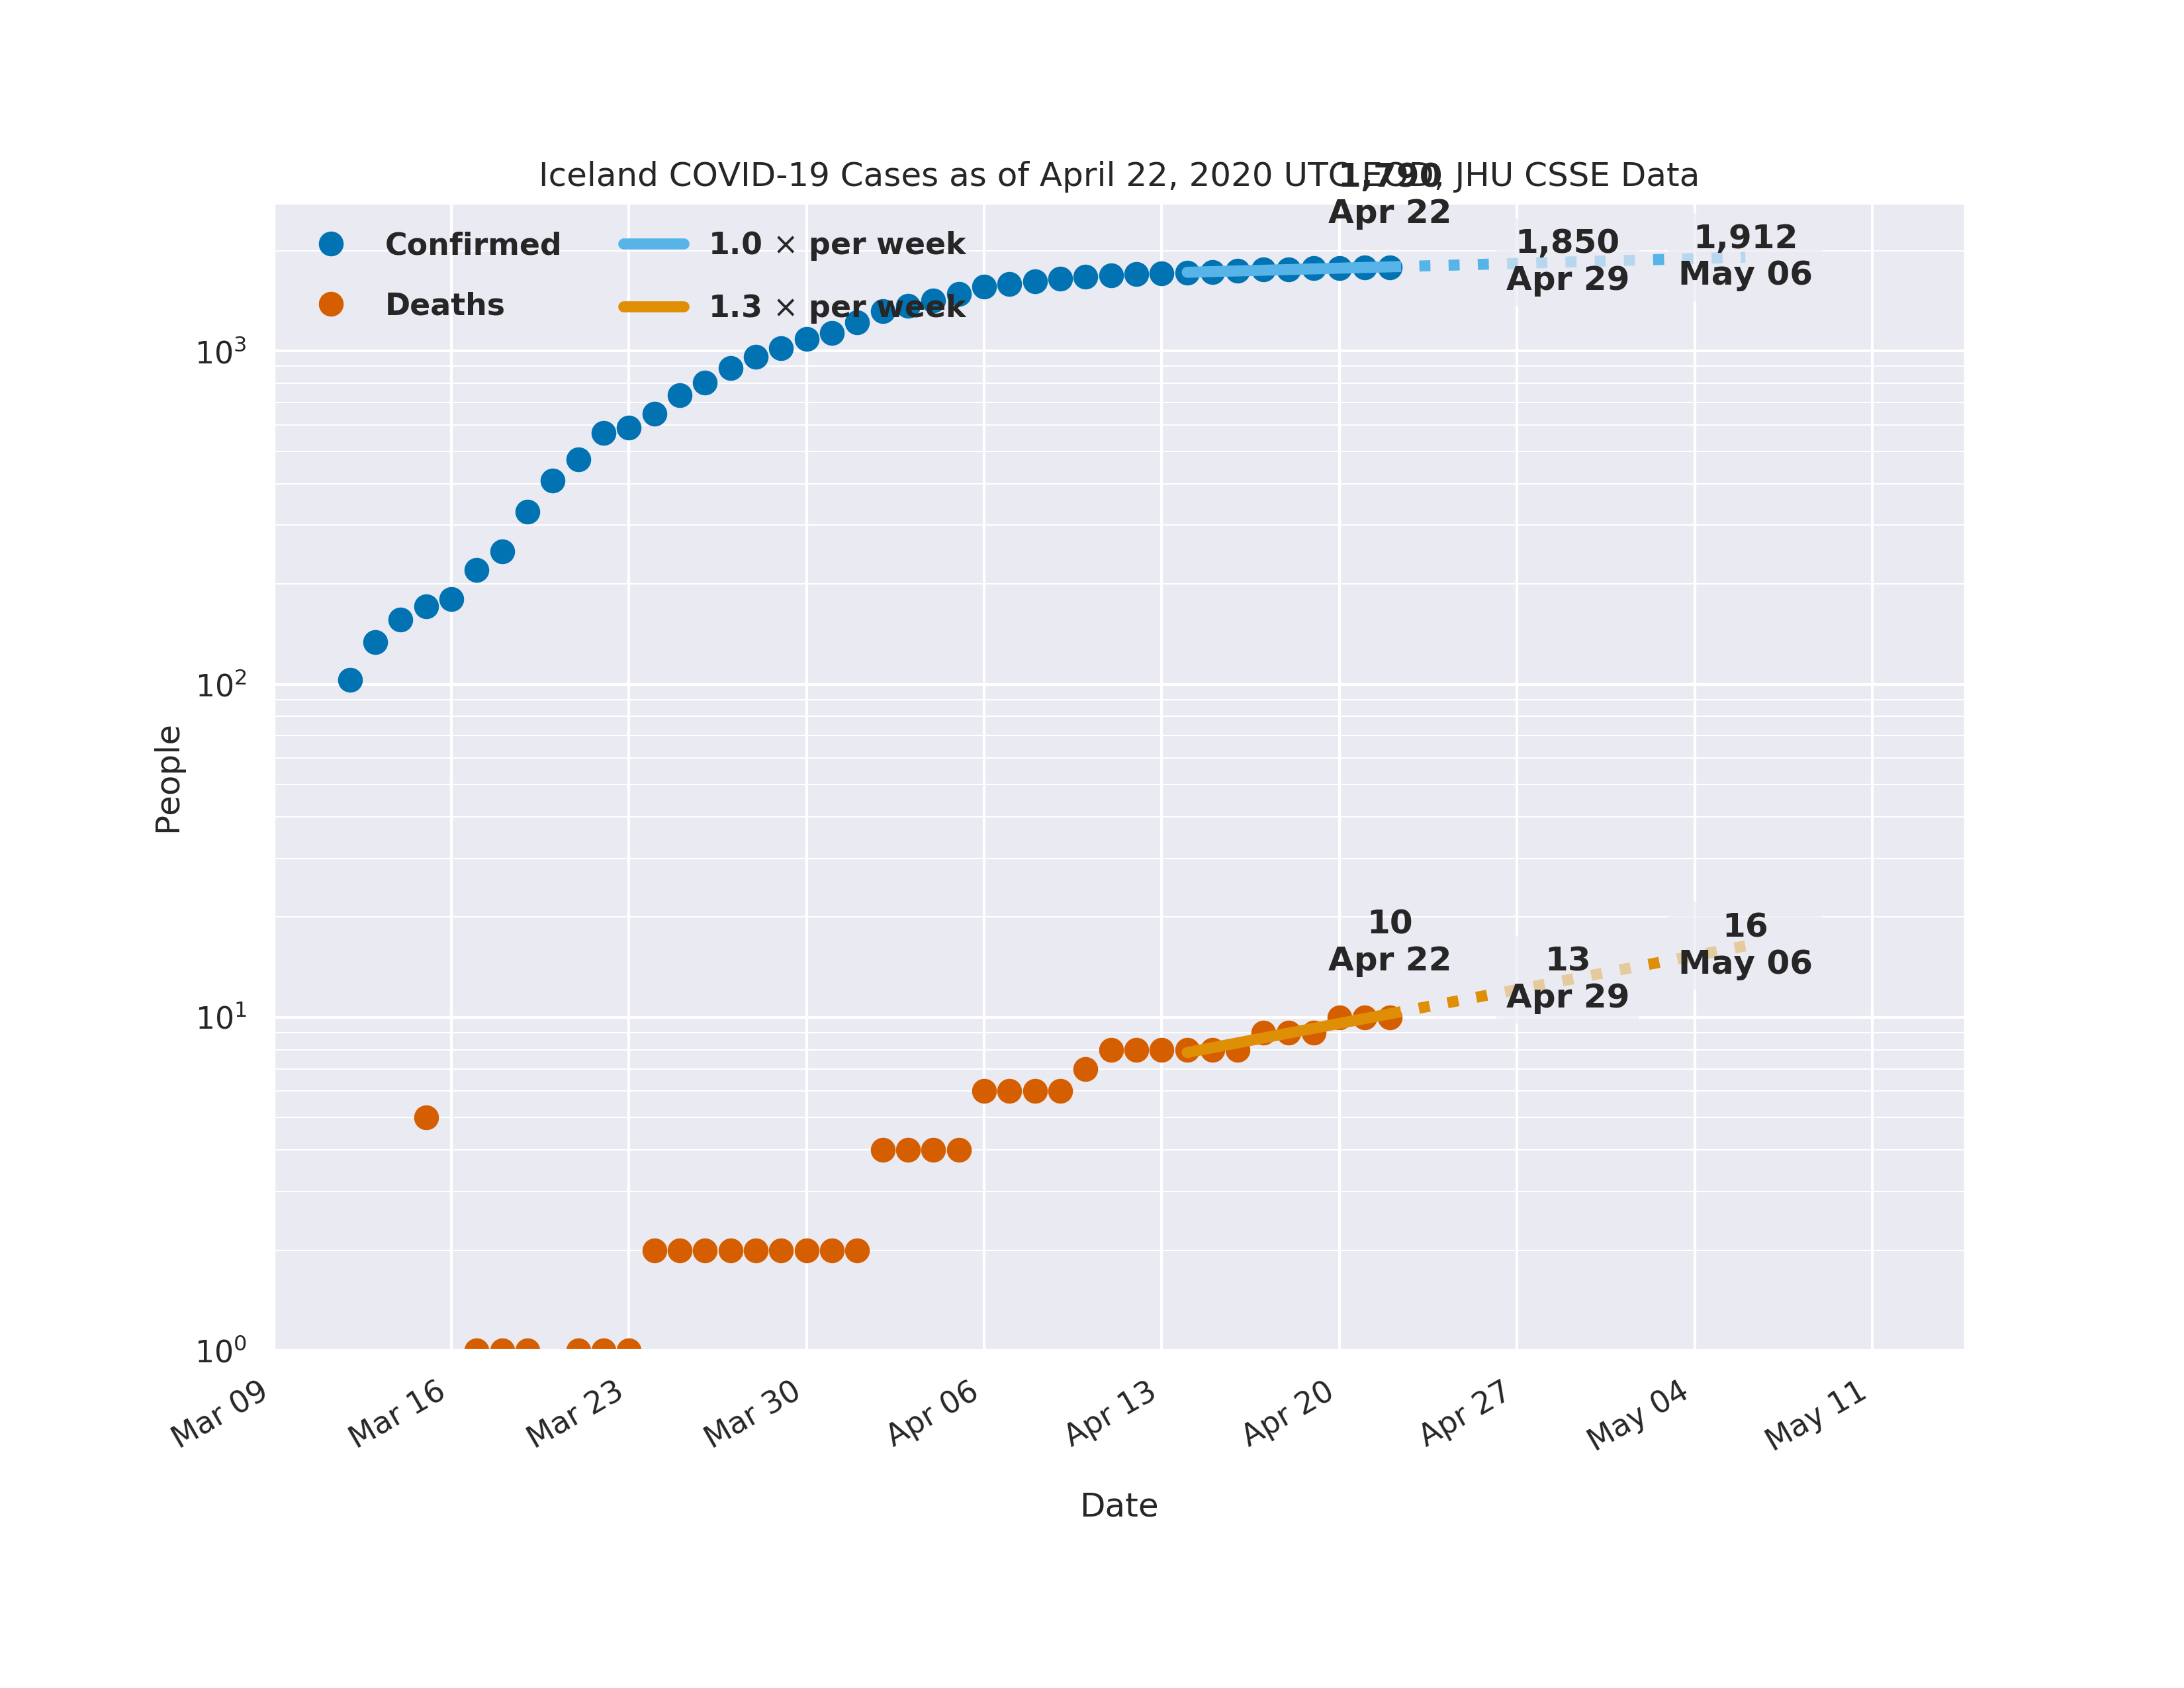 Iceland COVID-19 Cases as of April 22, 2020 UTC EOD, JHU CSSE Data
1,790
Apr 22
1,850
Apr 29
1,912
May 06
Confirmed
Deaths
1.0 × per week
1.3 × per week
10³
10²
10¹
10⁰
People
10
Apr 22
13
Apr 29
16
May 06
Mar 09
Mar 16
Mar 23
Mar 30
Apr 06
Apr 13
Apr 20
Apr 27
May 04
May 11
Date